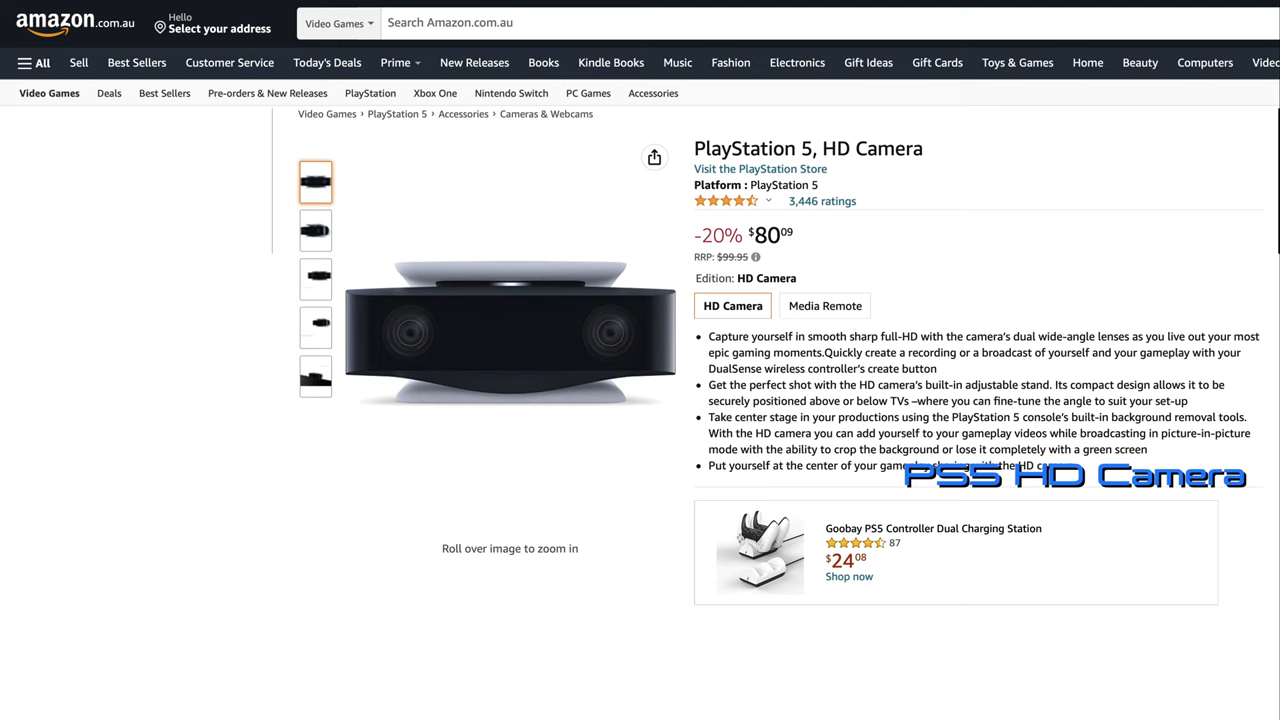 amazon.com.au
Hello
Select your address
Video Games
Search Amazon.com.au
All
Sell
Best Sellers
Customer Service
Today's Deals
Prime
New Releases
Books
Kindle Books
Music
Fashion
Electronics
Gift Ideas
Gift Cards
Toys & Games
Home
Beauty
Computers
Video
Video Games
Deals
Best Sellers
Pre-orders & New Releases
PlayStation
Xbox One
Nintendo Switch
PC Games
Accessories
Video Games › PlayStation 5 › Accessories › Cameras & Webcams
PlayStation 5, HD Camera
Visit the PlayStation Store
Platform : PlayStation 5
3,446 ratings
-20% $8009
RRP: $99.95
Edition: HD Camera
HD Camera
Media Remote
Capture yourself in smooth sharp full-HD with the camera's dual wide-angle lenses as you live out your most
epic gaming moments.Quickly create a recording or a broadcast of yourself and your gameplay with your
DualSense wireless controller's create button
Get the perfect shot with the HD camera's built-in adjustable stand. Its compact design allows it to be
securely positioned above or below TVs –where you can fine-tune the angle to suit your set-up
Take center stage in your productions using the PlayStation 5 console's built-in background removal tools.
With the HD camera you can add yourself to your gameplay videos while broadcasting in picture-in-picture
mode with the ability to crop the background or lose it completely with a green screen
Put yourself at the center of your gameplay sharing with the HD
PS5 HD Camera
Roll over image to zoom in
Goobay PS5 Controller Dual Charging Station
87
$2408
Shop now